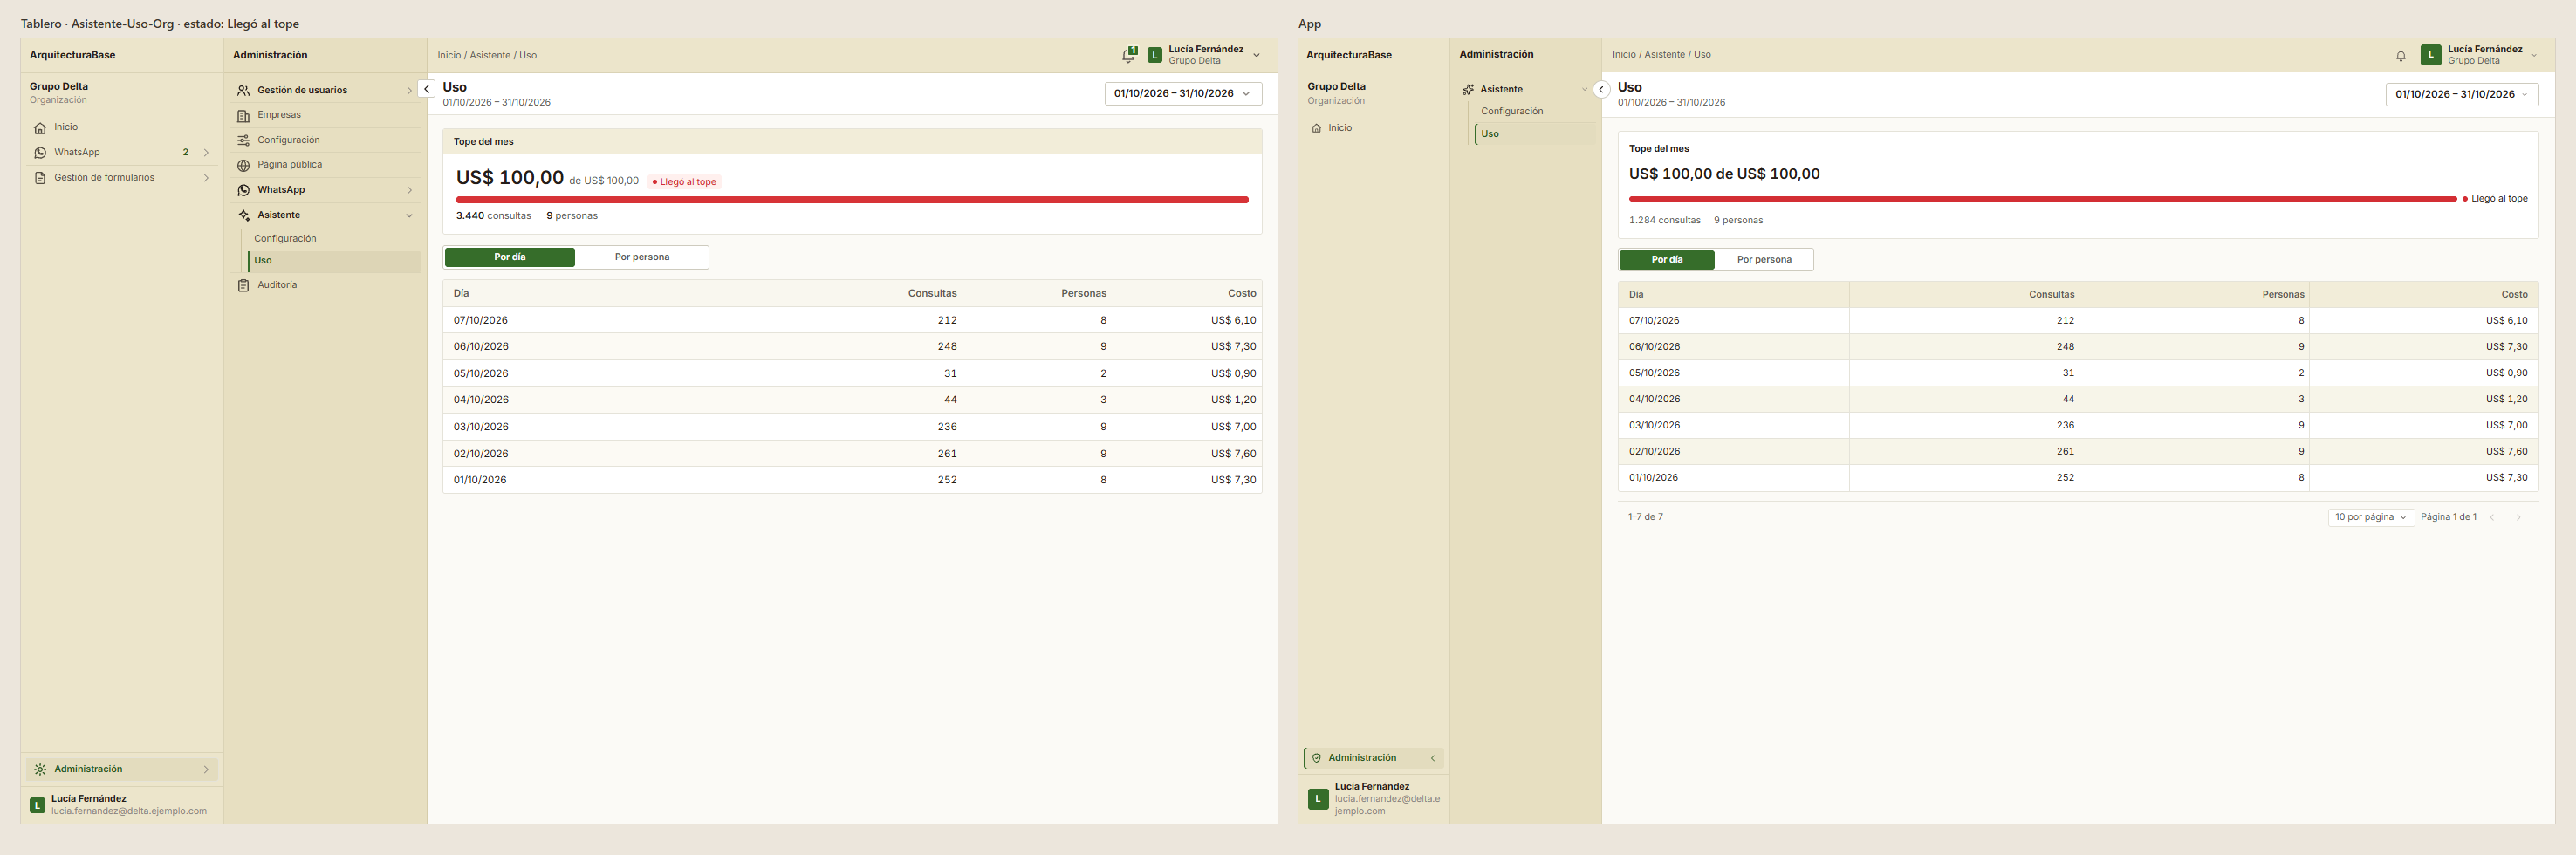 Tablero · Asistente-Uso-Org · estado: Llegó al tope
ArquitecturaBase
Administración
Inicio / Asistente / Uso
1
L
Lucía Fernández
Grupo Delta
Grupo Delta
Organización
Inicio
WhatsApp 2
Gestión de formularios
Gestión de usuarios
Empresas
Configuración
Página pública
WhatsApp
Asistente
Configuración
Uso
Auditoría
Uso
01/10/2026 – 31/10/2026
01/10/2026 – 31/10/2026
Tope del mes
US$ 100,00 de US$ 100,00 Llegó al tope
3.440 consultas 9 personas
Por día Por persona
Día Consultas Personas Costo
07/10/2026 212 8 US$ 6,10
06/10/2026 248 9 US$ 7,30
05/10/2026 31 2 US$ 0,90
04/10/2026 44 3 US$ 1,20
03/10/2026 236 9 US$ 7,00
02/10/2026 261 9 US$ 7,60
01/10/2026 252 8 US$ 7,30
Administración
L
Lucía Fernández
lucia.fernandez@delta.ejemplo.com
App
ArquitecturaBase
Administración
Inicio / Asistente / Uso
L
Lucía Fernández
Grupo Delta
Grupo Delta
Organización
Inicio
Asistente
Configuración
Uso
Uso
01/10/2026 – 31/10/2026
01/10/2026 – 31/10/2026
Tope del mes
US$ 100,00 de US$ 100,00
Llegó al tope
1.284 consultas 9 personas
Por día Por persona
Día Consultas Personas Costo
07/10/2026 212 8 US$ 6,10
06/10/2026 248 9 US$ 7,30
05/10/2026 31 2 US$ 0,90
04/10/2026 44 3 US$ 1,20
03/10/2026 236 9 US$ 7,00
02/10/2026 261 9 US$ 7,60
01/10/2026 252 8 US$ 7,30
1–7 de 7
10 por página Página 1 de 1
Administración
L
Lucía Fernández
lucia.fernandez@delta.e
jemplo.com